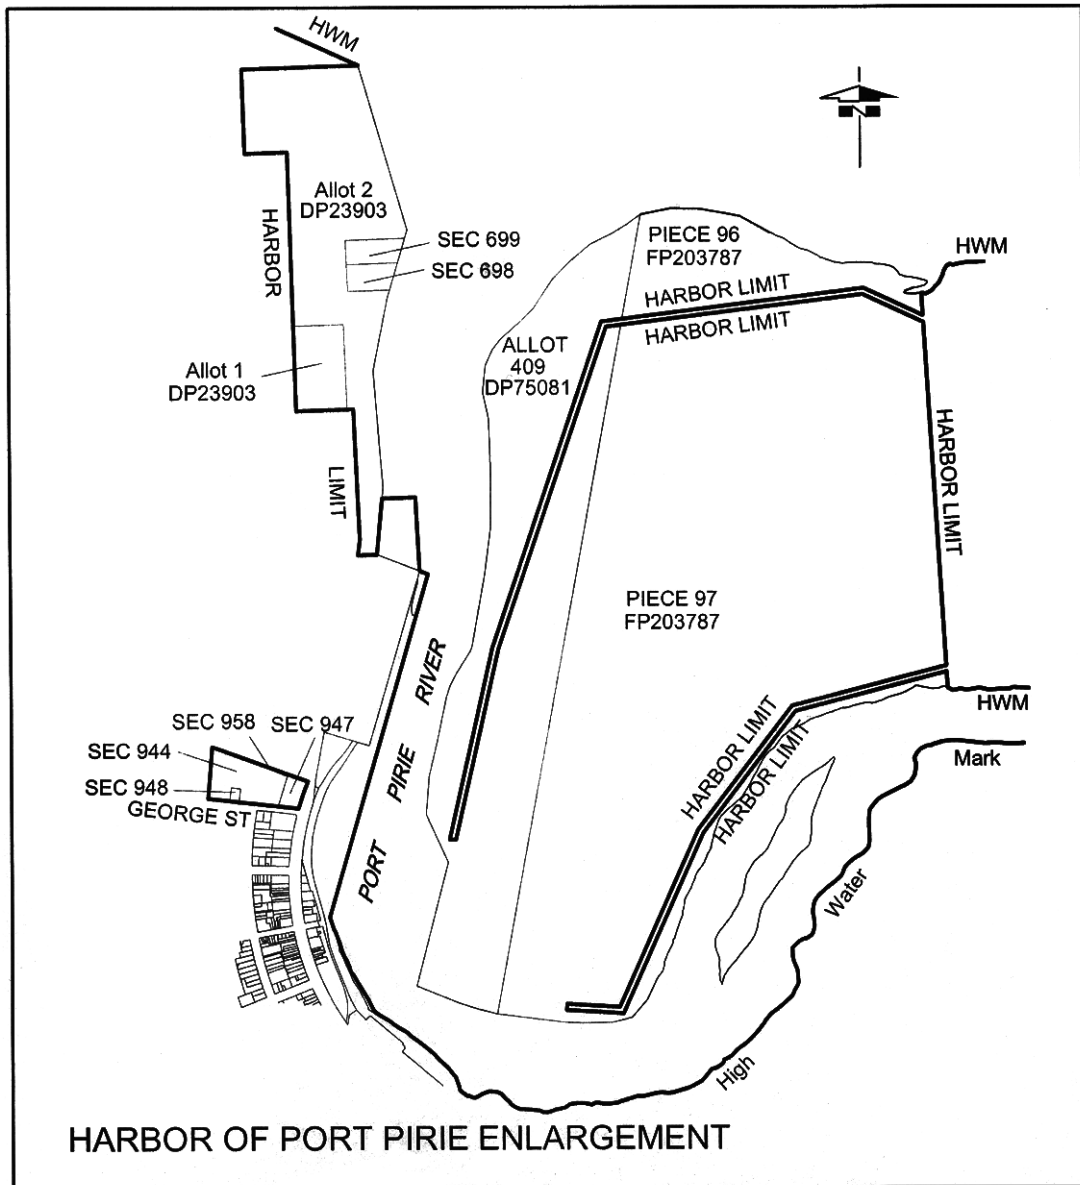 HWM
N
Allot 2
DP23903
HARBOR
SEC 699
SEC 698
PIECE 96
FP203787
HWM
HARBOR LIMIT
HARBOR LIMIT
ALLOT
409
DP75081
Allot 1
DP23903
HARBOR LIMIT
LIMIT
PIECE 97
FP203787
PORT PIRIE RIVER
SEC 958
SEC 947
SEC 944
SEC 948
GEORGE ST
HARBOR LIMIT
HARBOR LIMIT
HWM
Mark
Water
High
HARBOR OF PORT PIRIE ENLARGEMENT